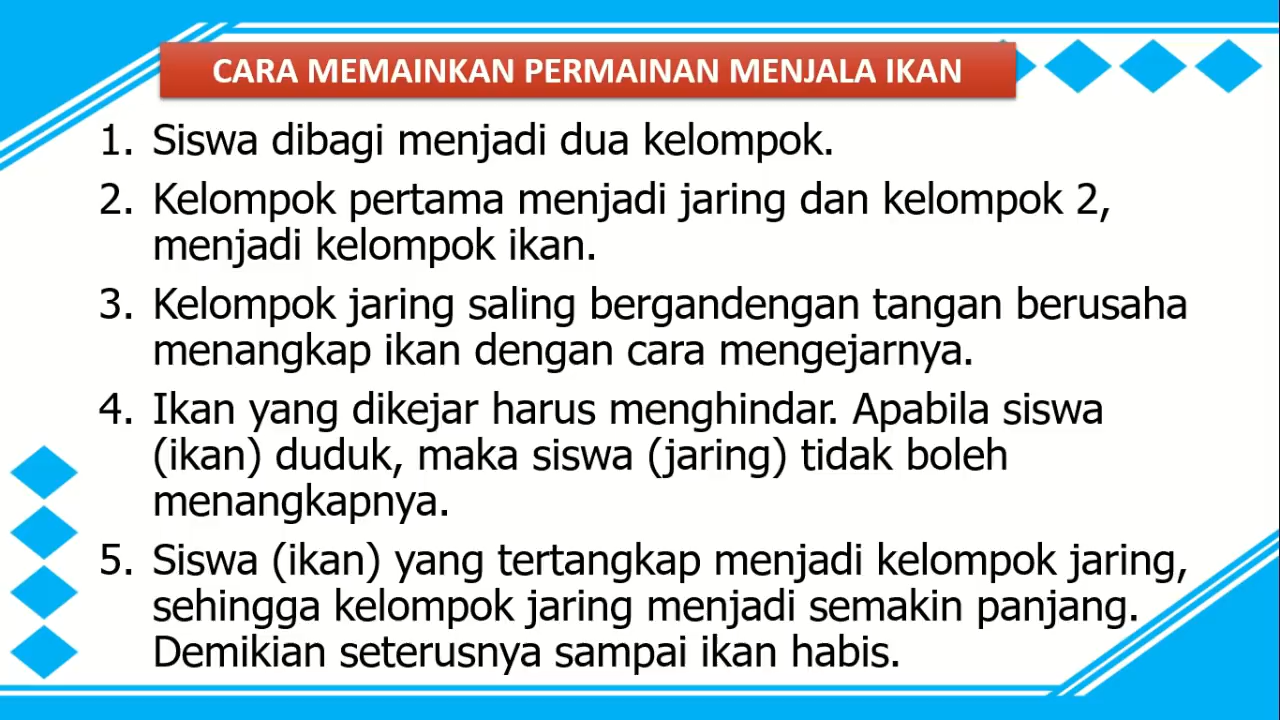 CARA MEMAINKAN PERMAINAN MENJALA IKAN
1. Siswa dibagi menjadi dua kelompok.
2. Kelompok pertama menjadi jaring dan kelompok 2,
menjadi kelompok ikan.
3. Kelompok jaring saling bergandengan tangan berusaha
menangkap ikan dengan cara mengejarnya.
4. Ikan yang dikejar harus menghindar. Apabila siswa
(ikan) duduk, maka siswa (jaring) tidak boleh
menangkapnya.
5. Siswa (ikan) yang tertangkap menjadi kelompok jaring,
sehingga kelompok jaring menjadi semakin panjang.
Demikian seterusnya sampai ikan habis.